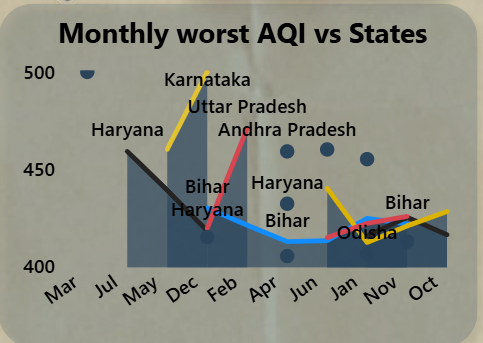 Monthly worst AQI vs States
500
Karnataka
Uttar Pradesh
Haryana
Andhra Pradesh
450
Haryana
Bihar
Bihar
Haryana
Bihar
Odisha
400
Mar
Jul
May
Dec
Feb
Apr
Jun
Jan
Nov
Oct